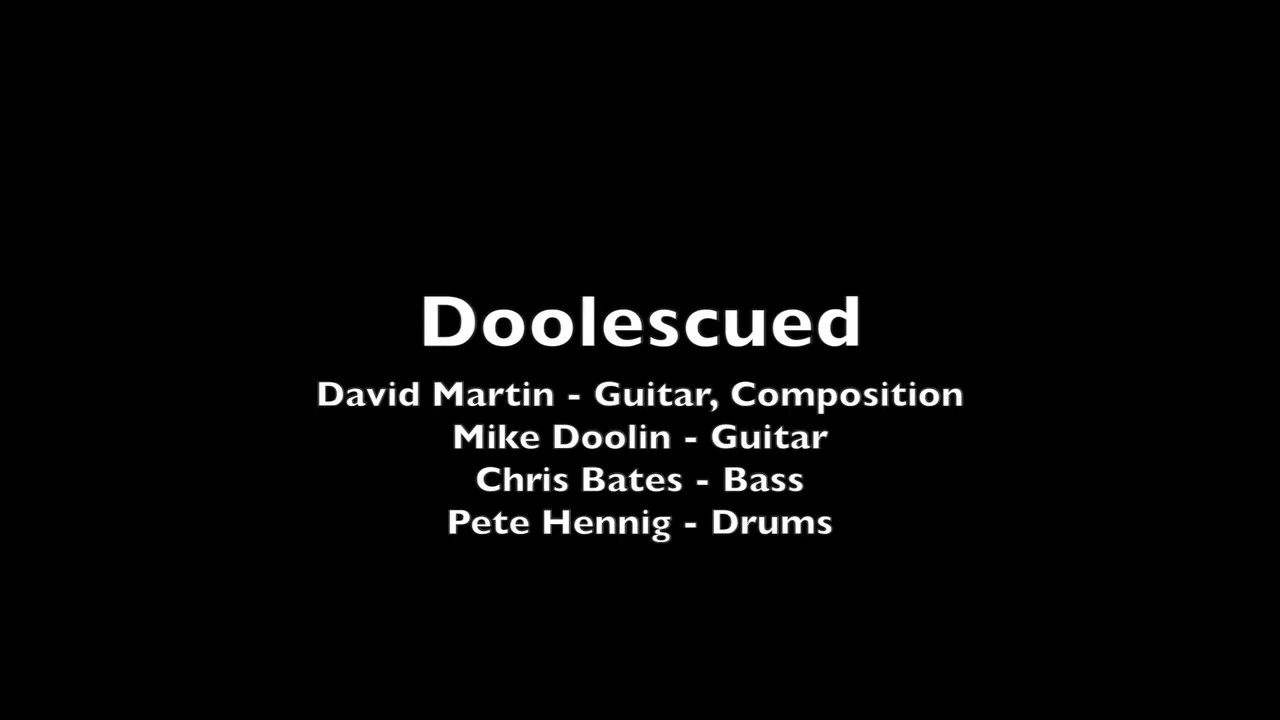 Doolescued
David Martin - Guitar, Composition
Mike Doolin - Guitar
Chris Bates - Bass
Pete Hennig - Drums